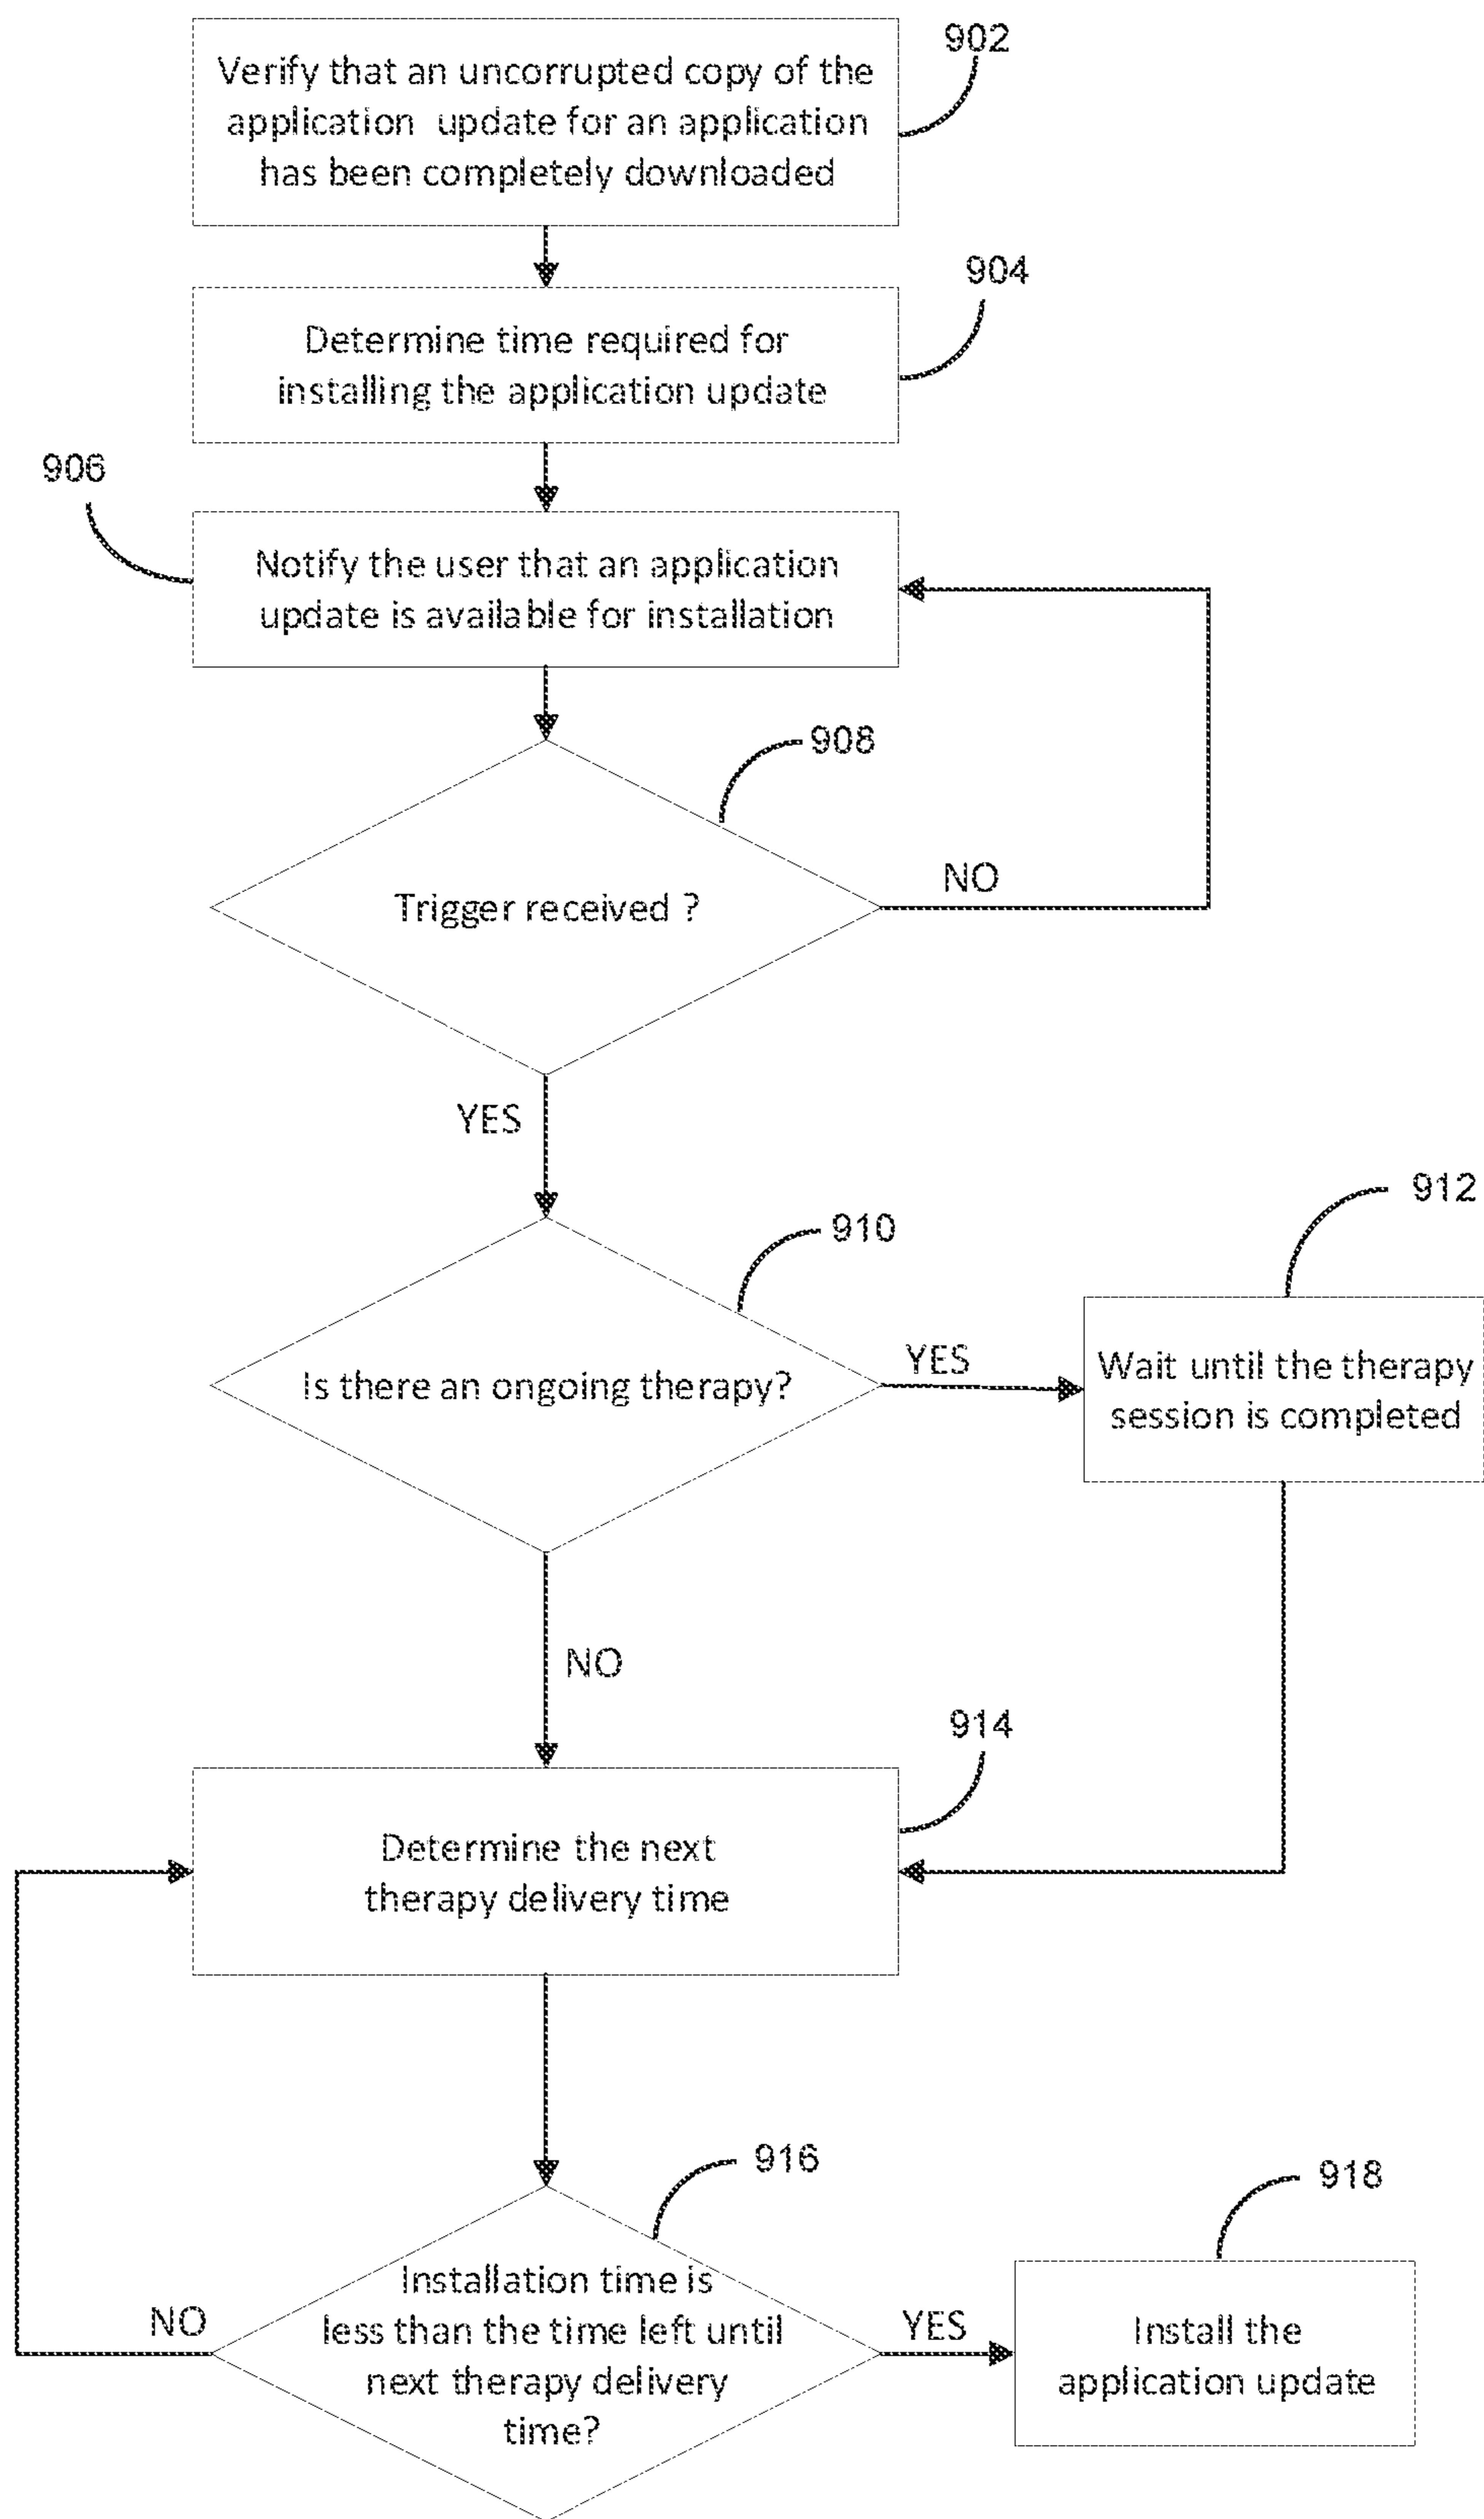 902
Verify that an uncorrupted copy of the
application update for an application
has been completely downloaded
904
Determine time required for
installing the application update
906
Notify the user that an application
update is available for installation
908
Trigger received ?
NO
YES
910
912
Is there an ongoing therapy?
YES
Wait until the therapy
session is completed
NO
914
Determine the next
therapy delivery time
916
918
Installation time is
less than the time left until
next therapy delivery
time?
NO
YES
Install the
application update